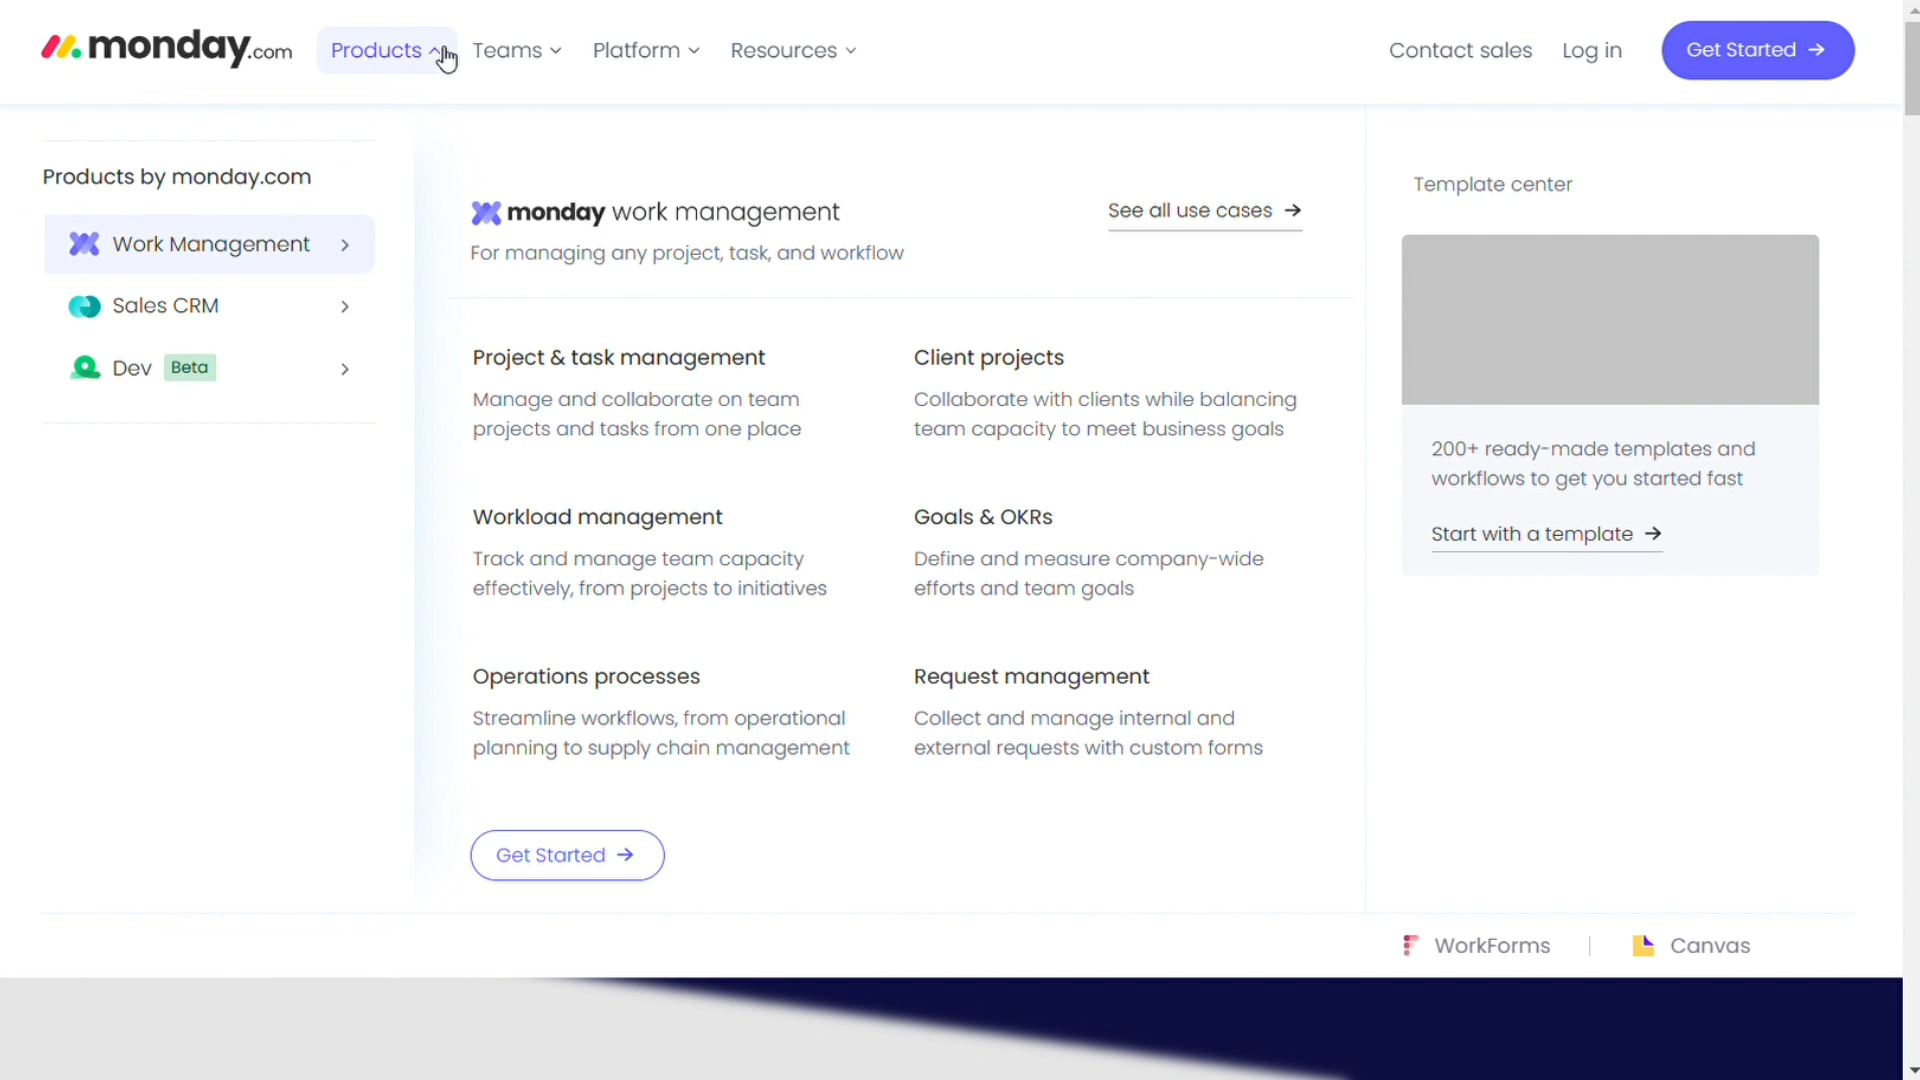 monday.com
Products
Teams
Platform
Resources
Contact sales
Log in
Get Started
Products by monday.com
Work Management
Sales CRM
Dev Beta
monday work management
See all use cases
For managing any project, task, and workflow
Project & task management
Manage and collaborate on team
projects and tasks from one place
Client projects
Collaborate with clients while balancing
team capacity to meet business goals
Workload management
Track and manage team capacity
effectively, from projects to initiatives
Goals & OKRs
Define and measure company-wide
efforts and team goals
Operations processes
Streamline workflows, from operational
planning to supply chain management
Request management
Collect and manage internal and
external requests with custom forms
Get Started
Template center
200+ ready-made templates and
workflows to get you started fast
Start with a template
WorkForms
Canvas